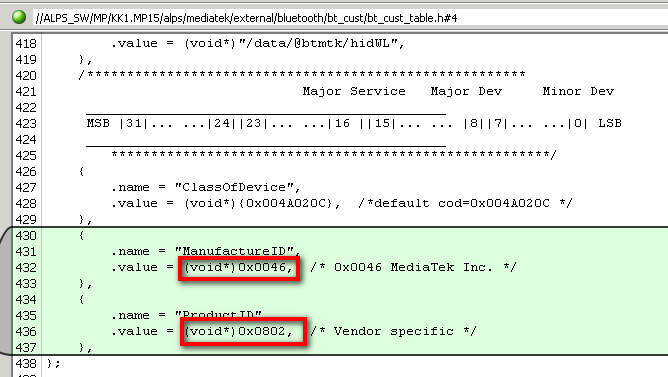 //ALPS_SW/MP/KK1.MP15/alps/mediatek/external/bluetooth/bt_cust/bt_cust_table.h#4
418 .value = (void*)"/data/@btmtk/hidWL",
419 },
420 /*******************************************************
421 Major Service Major Dev Minor Dev
422 ______________________________________________
423 MSB |31|... ...|24||23|... ...|16 ||15|... ... |8||7|... ...|0| LSB
424 ______________________________________________
425 *******************************************************/
426 {
427 .name = "ClassOfDevice",
428 .value = (void*){0x004A020C}, /*default cod=0x004A020C */
429 },
430 {
431 .name = "ManufactureID",
432 .value = (void*)0x0046, /* 0x0046 MediaTek Inc. */
433 },
434 {
435 .name = "ProductID",
436 .value = (void*)0x0802, /* Vendor specific */
437 },
438 };